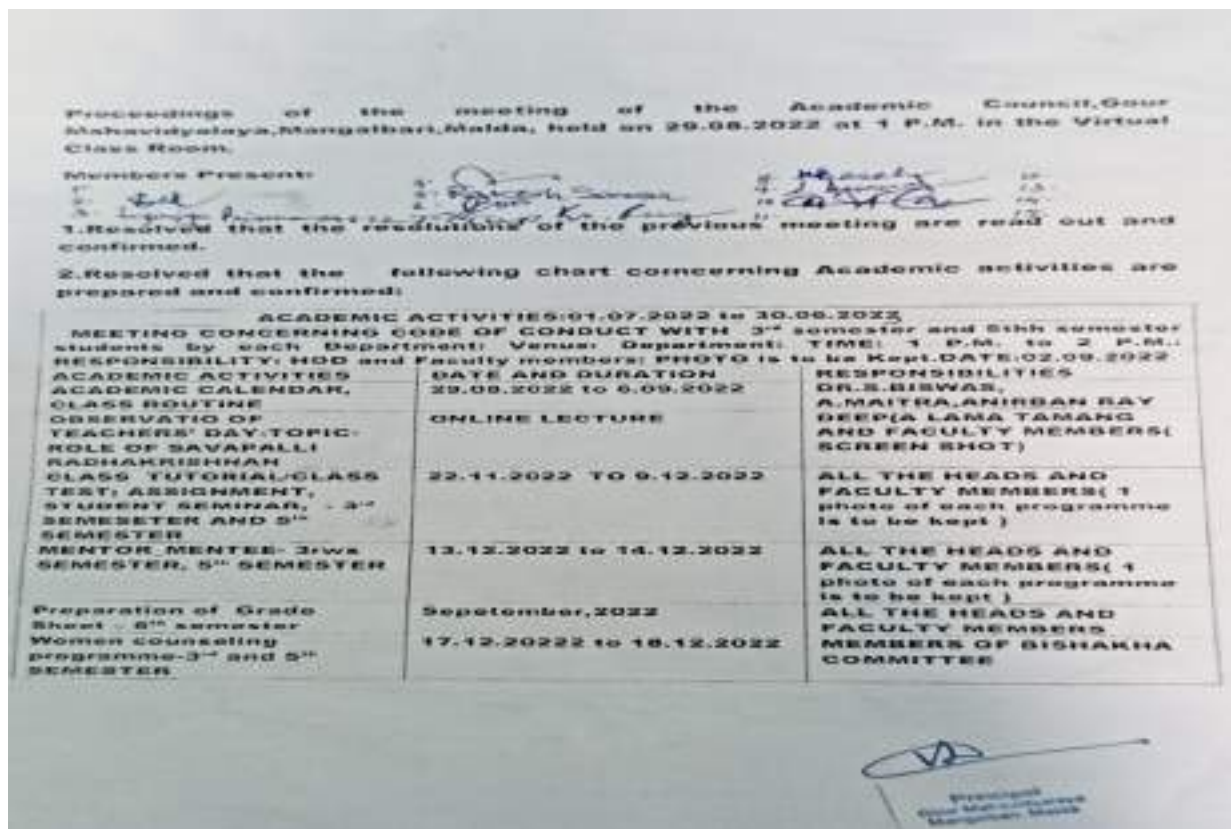 Proceedings of the meeting of the Academic Council,Gour
Mahavidyalaya,Mangalbari,Malda, held on 29.08.2022 at 1 P.M. in the Virtual
Class Room.
Members Present:
1.Resolved that the resolutions of the previous meeting are read out and
confirmed.
2.Resolved that the following chart comcerning Academic activities are
prepared and confirmed:
ACADEMIC ACTIVITIES:01.07.2022 to 30.06.2023
MEETING CONCERNING CODE OF CONDUCT WITH 3rd semester and 5thh semester
students by each Department: Venue: Department: TIME: 1 P.M. to 2 P.M.:
RESPONSIBILITY: HOD and Faculty members: PHOTO is to be Kept.DATE:02.09.2022
ACADEMIC ACTIVITIES DATE AND DURATION RESPONSIBILITIES
ACADEMIC CALENDAR, 29.08.2022 to 6.09.2022 DR.S.BISWAS,
CLASS ROUTINE A.MAITRA,ANIRBAN RAY
OBSERVATIO OF ONLINE LECTURE DEEP(A LAMA TAMANG
TEACHERS' DAY:TOPIC- AND FACULTY MEMBERS(
ROLE OF SAVAPALLI SCREEN SHOT)
RADHAKRISHNAN
CLASS TUTORIAL/CLASS 22.11.2022 TO 9.12.2022 ALL THE HEADS AND
TEST; ASSIGNMENT, FACULTY MEMBERS( 1
STUDENT SEMINAR, - 3rd photo of each programme
SEMESETER AND 5th is to be kept )
SEMESTER
MENTOR MENTEE- 3rws 13.12.2022 to 14.12.2022 ALL THE HEADS AND
SEMESTER, 5th SEMESTER FACULTY MEMBERS( 1
photo of each programme
is to be kept )
Preparation of Grade Sepetember,2022 ALL THE HEADS AND
Sheet - 6th semester FACULTY MEMBERS
Women counseling 17.12.20222 to 18.12.2022 MEMBERS OF BISHAKHA
programme-3rd and 5th COMMITTEE
SEMESTER
Principal
Gour Mahavidyalaya
Mangalbari, Malda